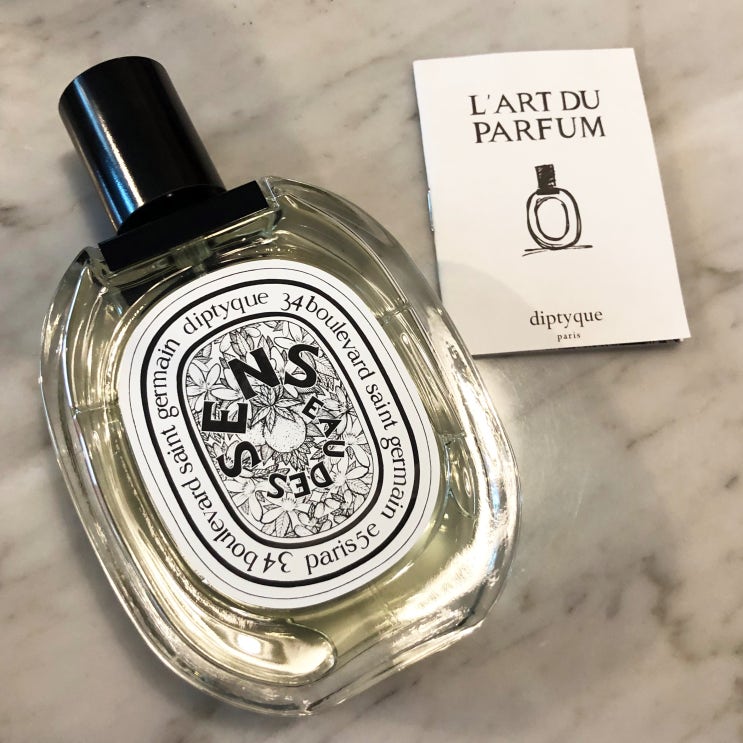 diptyque 34 boulevard saint germain paris5e 34 boulevard saint germain
EAU DES
SENS
L'ART DU
PARFUM
diptyque
paris